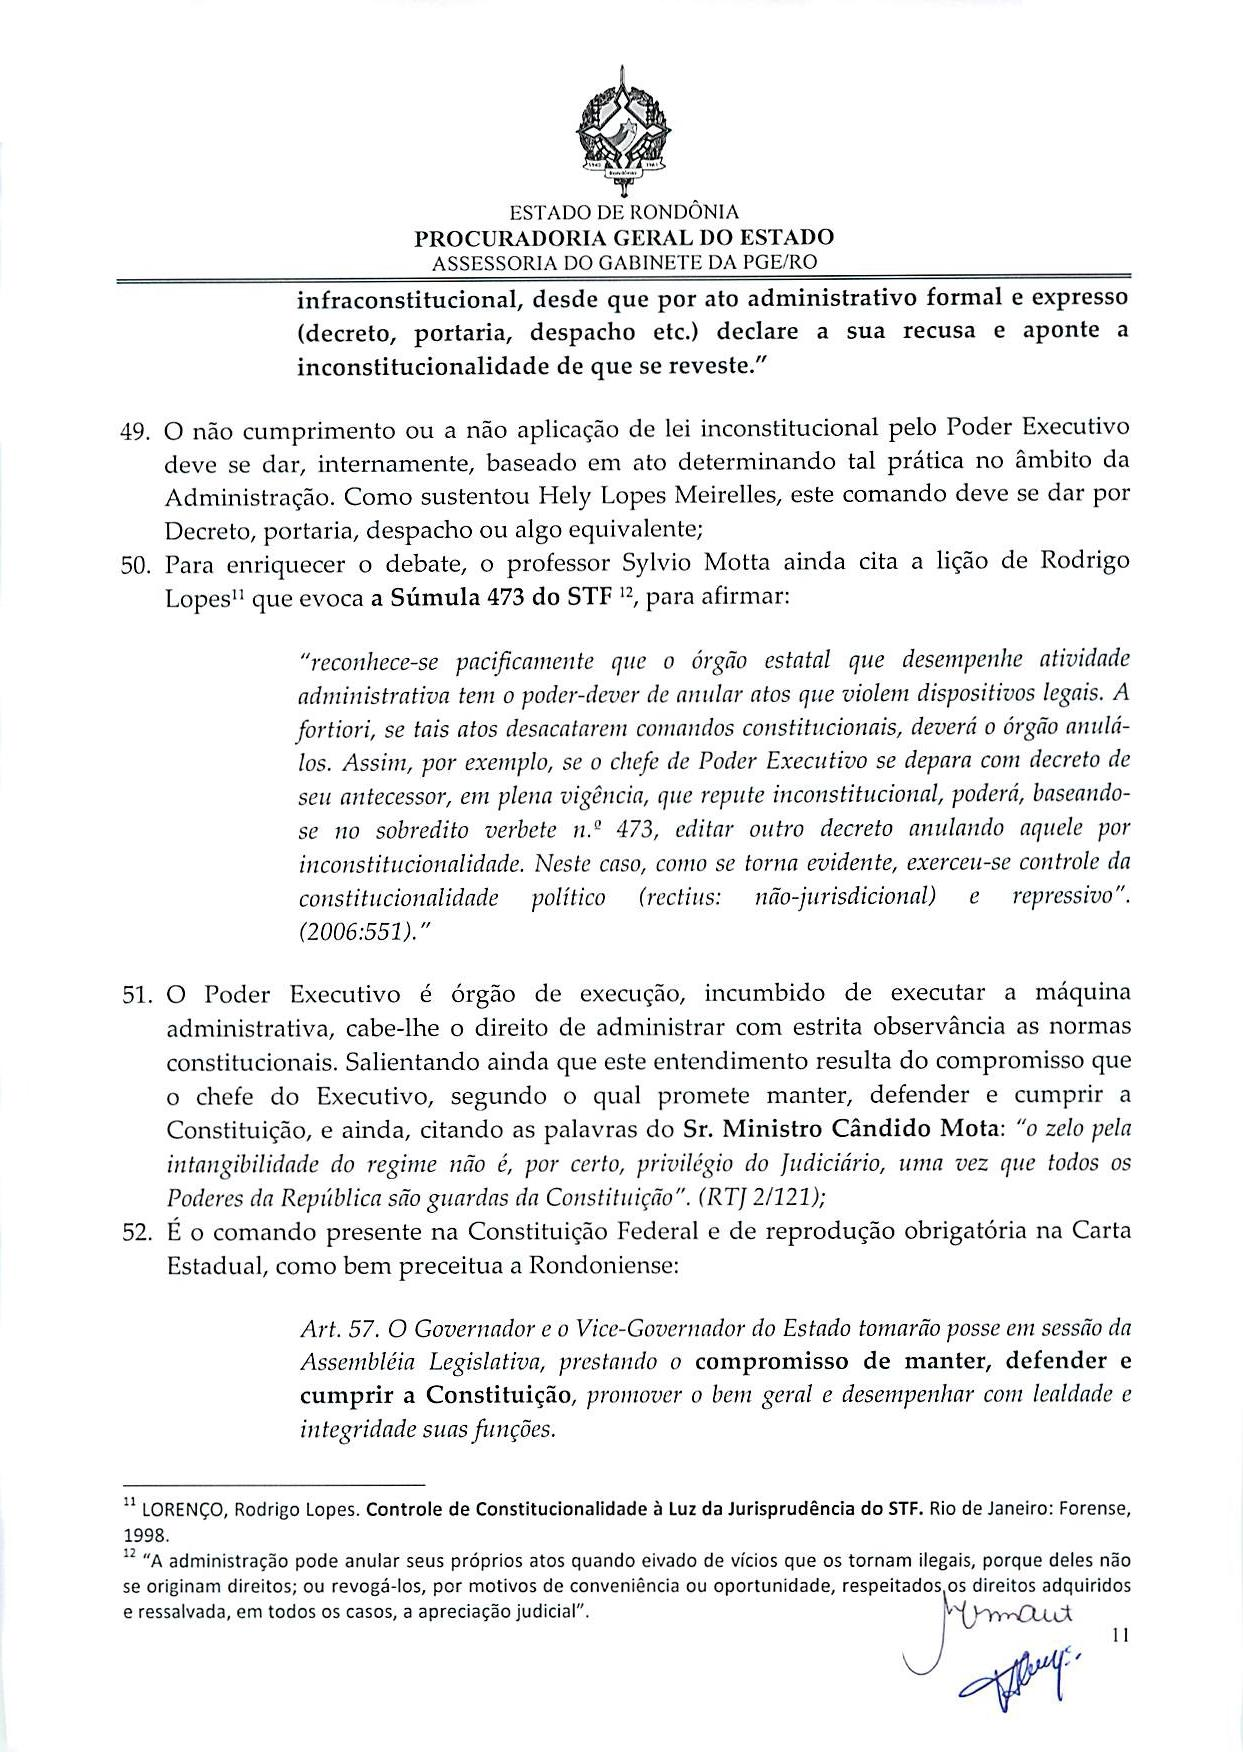 ESTADO DE RONDÔNIA
PROCURADORIA GERAL DO ESTADO
ASSESSORIA DO GABINETE DA PGE/RO
infraconstitucional, desde que por ato administrativo formal e expresso
(decreto, portaria, despacho etc.) declare a sua recusa e aponte a
inconstitucionalidade de que se reveste."
49. O não cumprimento ou a não aplicação de lei inconstitucional pelo Poder Executivo
deve se dar, internamente, baseado em ato determinando tal prática no âmbito da
Administração. Como sustentou Hely Lopes Meirelles, este comando deve se dar por
Decreto, portaria, despacho ou algo equivalente;
50. Para enriquecer o debate, o professor Sylvio Motta ainda cita a lição de Rodrigo
Lopes¹¹ que evoca a Súmula 473 do STF ¹², para afirmar:
"reconhece-se pacificamente que o órgão estatal que desempenhe atividade
administrativa tem o poder-dever de anular atos que violem dispositivos legais. A
fortiori, se tais atos desacatarem comandos constitucionais, deverá o órgão anulá-
los. Assim, por exemplo, se o chefe de Poder Executivo se depara com decreto de
seu antecessor, em plena vigência, que repute inconstitucional, poderá, baseando-
se no sobredito verbete n.º 473, editar outro decreto anulando aquele por
inconstitucionalidade. Neste caso, como se torna evidente, exerceu-se controle da
constitucionalidade político (rectius: não-jurisdicional) e repressivo".
(2006:551)."
51. O Poder Executivo é órgão de execução, incumbido de executar a máquina
administrativa, cabe-lhe o direito de administrar com estrita observância as normas
constitucionais. Salientando ainda que este entendimento resulta do compromisso que
o chefe do Executivo, segundo o qual promete manter, defender e cumprir a
Constituição, e ainda, citando as palavras do Sr. Ministro Cândido Mota: "o zelo pela
intangibilidade do regime não é, por certo, privilégio do Judiciário, uma vez que todos os
Poderes da República são guardas da Constituição". (RTJ 2/121);
52. É o comando presente na Constituição Federal e de reprodução obrigatória na Carta
Estadual, como bem preceitua a Rondoniense:
Art. 57. O Governador e o Vice-Governador do Estado tomarão posse em sessão da
Assembléia Legislativa, prestando o compromisso de manter, defender e
cumprir a Constituição, promover o bem geral e desempenhar com lealdade e
integridade suas funções.
¹¹ LORENÇO, Rodrigo Lopes. Controle de Constitucionalidade à Luz da Jurisprudência do STF. Rio de Janeiro: Forense,
1998.
¹² "A administração pode anular seus próprios atos quando eivado de vícios que os tornam ilegais, porque deles não
se originam direitos; ou revogá-los, por motivos de conveniência ou oportunidade, respeitados os direitos adquiridos
e ressalvada, em todos os casos, a apreciação judicial".
11